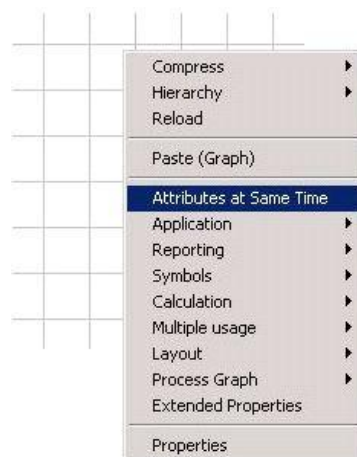 Compress
Hierarchy
Reload
Paste (Graph)
Attributes at Same Time
Application
Reporting
Symbols
Calculation
Multiple usage
Layout
Process Graph
Extended Properties
Properties